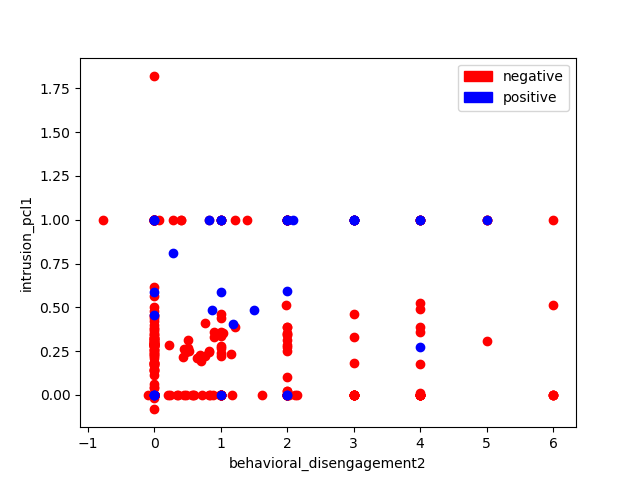 negative
positive
1.75
1.50
1.25
1.00
0.75
0.50
0.25
0.00
intrusion_pcl1
−1 0 1 2 3 4 5 6
behavioral_disengagement2